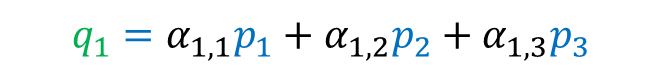 q₁ = α₁,₁p₁ + α₁,₂p₂ + α₁,₃p₃